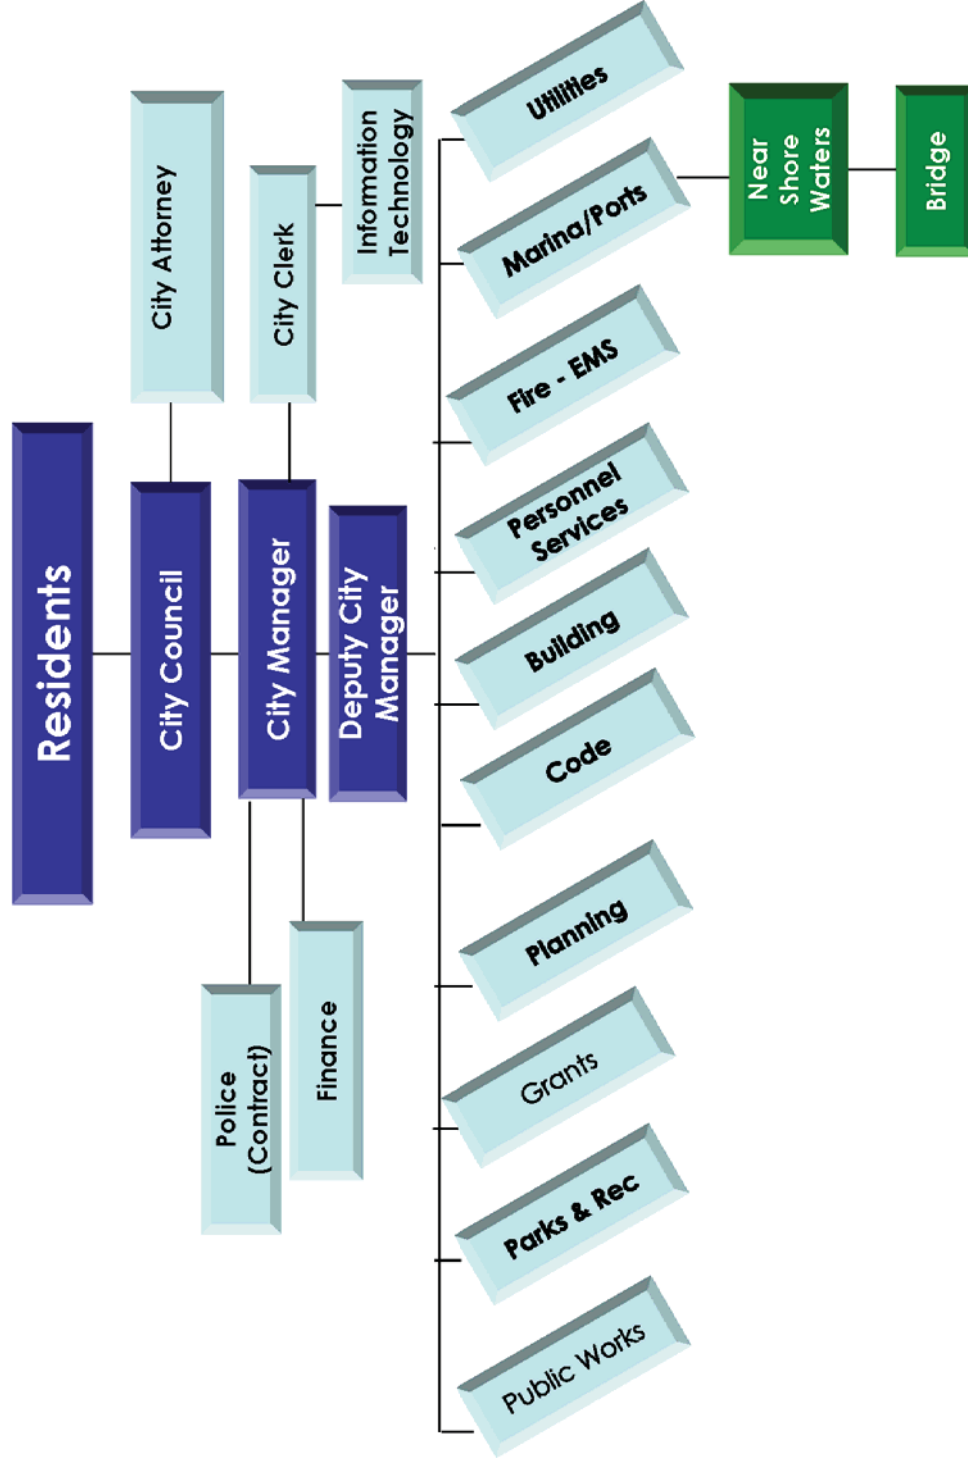 Residents
City Council
City Attorney
City Manager
City Clerk
Police
(Contract)
Finance
Deputy City
Manager
Information
Technology
Public Works
Parks & Rec
Grants
Planning
Code
Building
Personnel
Services
Fire - EMS
Marina/Ports
Utilities
Near
Shore
Waters
Bridge